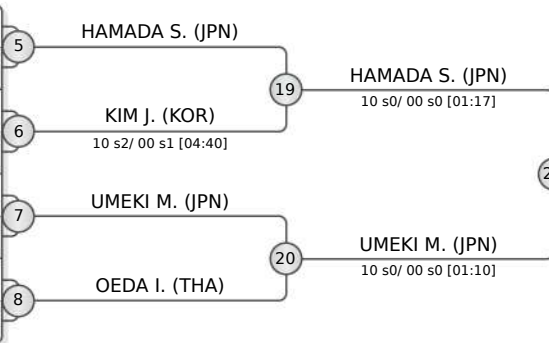 HAMADA S. (JPN)
5
19
HAMADA S. (JPN)
10 s0/ 00 s0 [01:17]
KIM J. (KOR)
6
10 s2/ 00 s1 [04:40]
UMEKI M. (JPN)
7
20
UMEKI M. (JPN)
10 s0/ 00 s0 [01:10]
OEDA I. (THA)
8